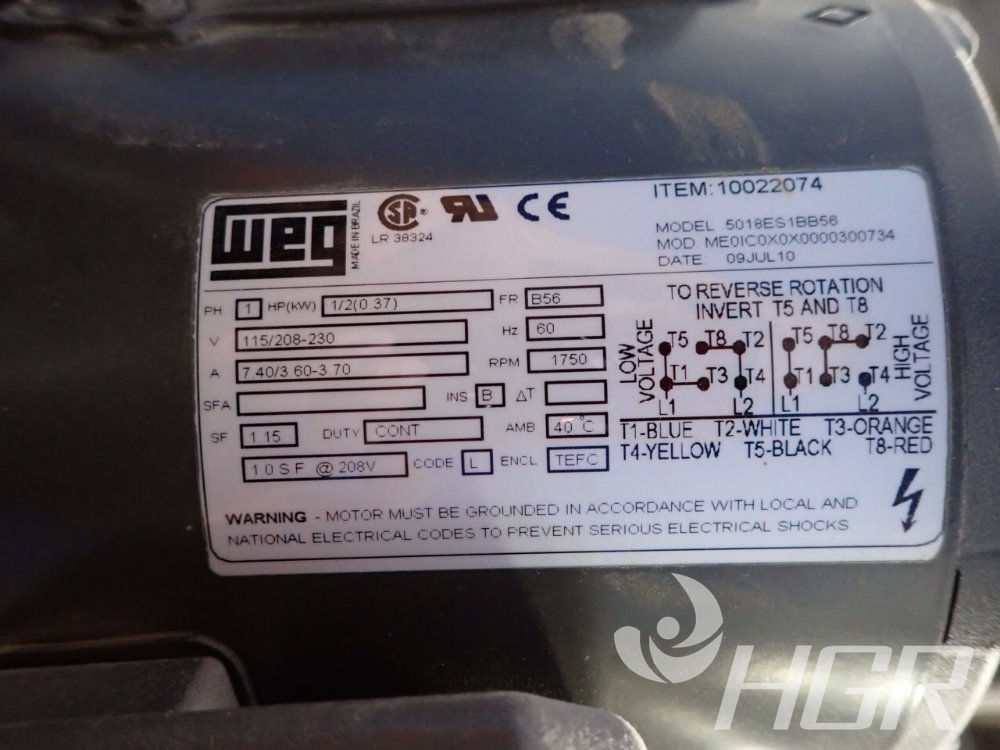 WEG
MADE IN BRAZIL
SA ®
LR 38324
CE
ITEM:10022074
MODEL 5018ES1BB56
MOD. ME0IC0X0X0000300734
DATE: 09JUL10
PH 1 HP(kW) 1/2(0.37) FR B56
V 115/208-230 Hz 60
A 7.40/3.60-3.70 RPM 1750
SFA INS B ΔT
SF 1.15 DUTY CONT AMB 40 °C
1.0 S.F. @ 208V CODE L ENCL TEFC
TO REVERSE ROTATION
INVERT T5 AND T8
LOW VOLTAGE
T5 T8 T2
T1 T3 T4
L1 L2
T5 T8 T2
T1 T3 T4
L1 L2
HIGH VOLTAGE
T1-BLUE T2-WHITE T3-ORANGE
T4-YELLOW T5-BLACK T8-RED
WARNING - MOTOR MUST BE GROUNDED IN ACCORDANCE WITH LOCAL AND
NATIONAL ELECTRICAL CODES TO PREVENT SERIOUS ELECTRICAL SHOCKS
HGR